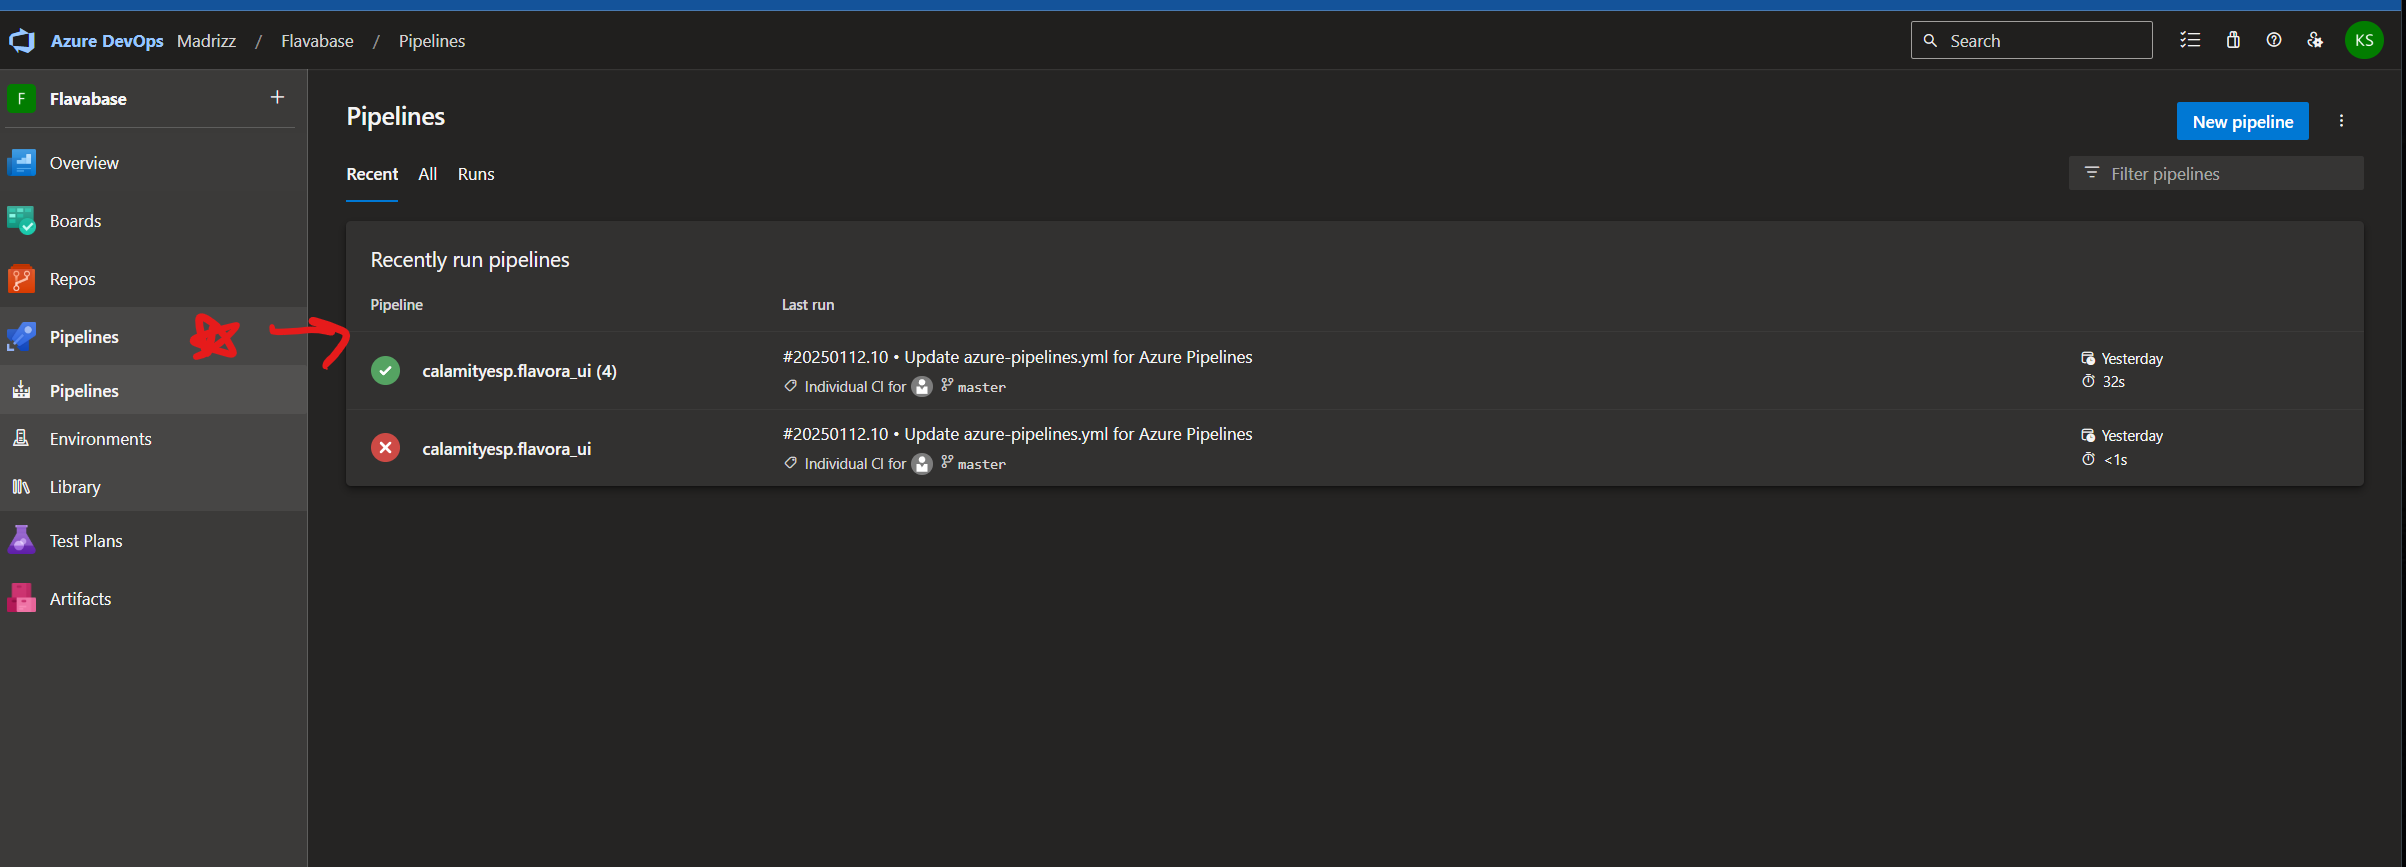 Azure DevOps Madrizz / Flavabase / Pipelines
Search
KS
F Flavabase +
Overview
Boards
Repos
Pipelines
Pipelines
Environments
Library
Test Plans
Artifacts
Pipelines
New pipeline
Recent All Runs
Filter pipelines
Recently run pipelines
Pipeline Last run
calamityesp.flavora_ui (4)
#20250112.10 • Update azure-pipelines.yml for Azure Pipelines
Individual CI for master
Yesterday
32s
calamityesp.flavora_ui
#20250112.10 • Update azure-pipelines.yml for Azure Pipelines
Individual CI for master
Yesterday
<1s